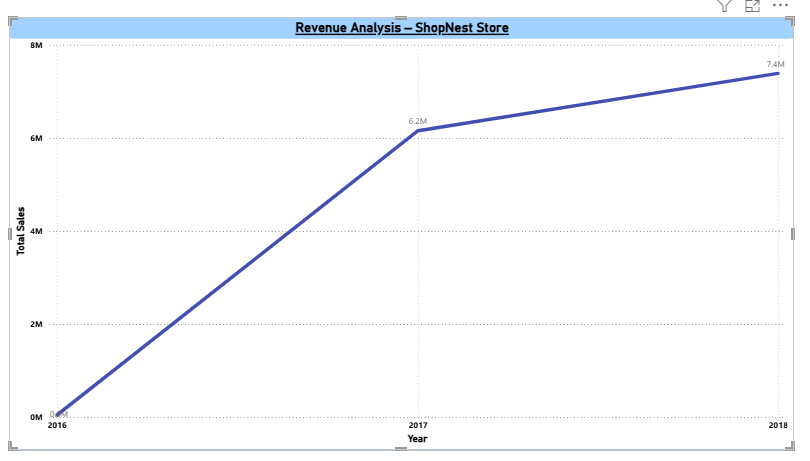 Revenue Analysis – ShopNest Store
8M
7.4M
6.2M
6M
Total Sales
4M
2M
0M
2016
2017
2018
Year